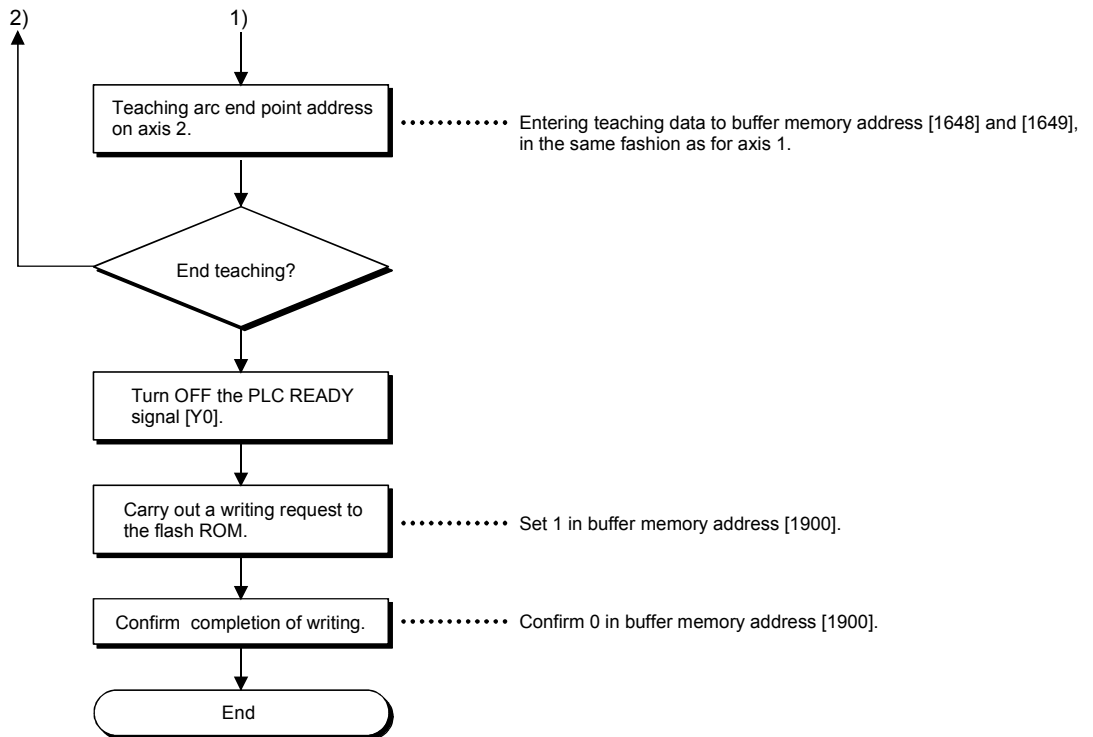 2)
1)
Teaching arc end point address
on axis 2.
Entering teaching data to buffer memory address [1648] and [1649],
in the same fashion as for axis 1.
End teaching?
Turn OFF the PLC READY
signal [Y0].
Carry out a writing request to
the flash ROM.
Set 1 in buffer memory address [1900].
Confirm completion of writing.
Confirm 0 in buffer memory address [1900].
End